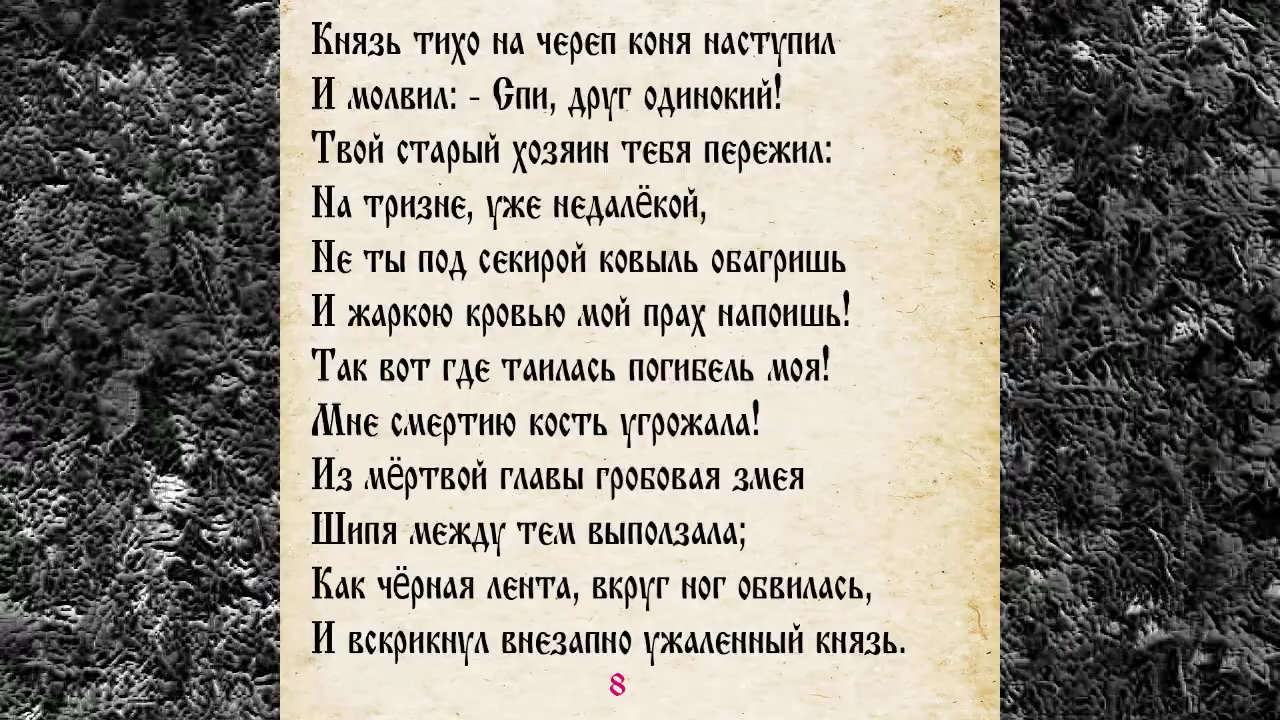 Князь тихо на череп коня наступил
И молвил: - Спи, друг одинокий!
Твой старый хозяин тебя пережил:
На тризне, уже недалёкой,
Не ты под секирой ковыль обагришь
И жаркою кровью мой прах напоишь!
Так вот где таилась погибель моя!
Мне смертию кость угрожала!
Из мёртвой главы гробовая змея
Шипя между тем выползала;
Как чёрная лента, вкруг ног обвилась,
И вскрикнул внезапно ужаленный князь.
8